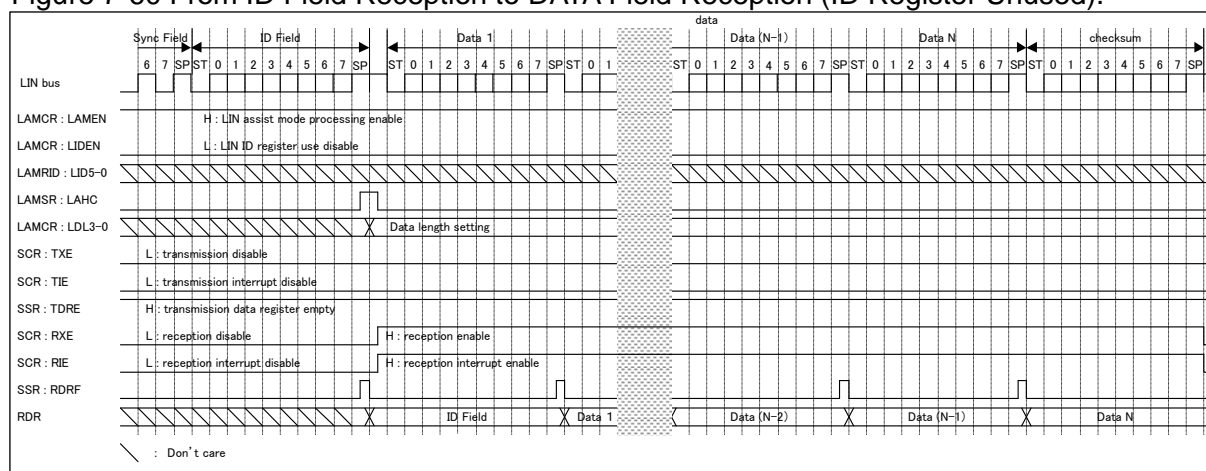 Figure 7-30 From ID Field Reception to DATA Field Reception (ID Register Unused).
data
Sync Field ID Field Data 1 Data (N-1) Data N checksum
6 7 SP ST 0 1 2 3 4 5 6 7 SP ST 0 1 2 3 4 5 6 7 SP ST 0 1 ST 0 1 2 3 4 5 6 7 SP ST 0 1 2 3 4 5 6 7 SP ST 0 1 2 3 4 5 6 7 SP
LIN bus
LAMCR : LAMEN H : LIN assist mode processing enable
LAMCR : LIDEN L : LIN ID register use disable
LAMRID : LID5-0
LAMSR : LAHC
LAMCR : LDL3-0 Data length setting
SCR : TXE L : transmission disable
SCR : TIE L : transmission interrupt disable
SSR : TDRE H : transmission data register empty
SCR : RXE L : reception disable H : reception enable
SCR : RIE L : reception interrupt disable H : reception interrupt enable
SSR : RDRF
RDR ID Field Data 1 Data (N-2) Data (N-1) Data N
: Don't care